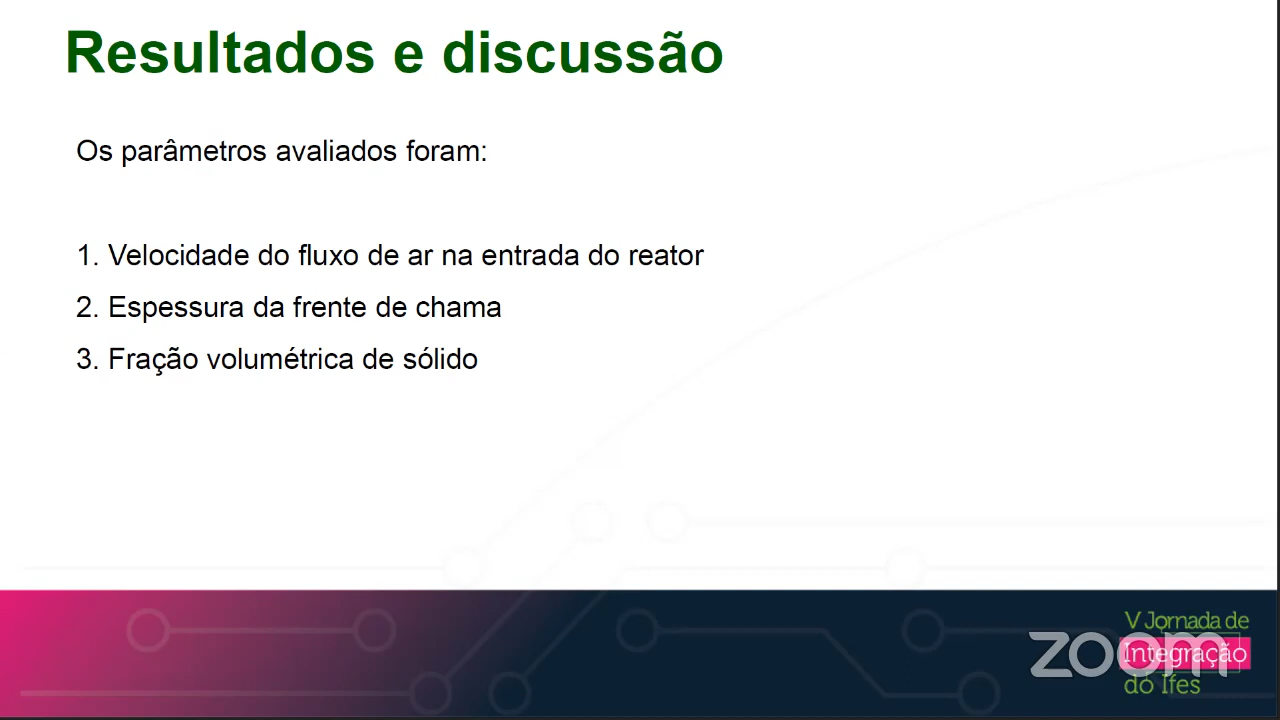 Resultados e discussão
Os parâmetros avaliados foram:
1. Velocidade do fluxo de ar na entrada do reator
2. Espessura da frente de chama
3. Fração volumétrica de sólido
V Jornada de
Integração
do Ifes
zoom